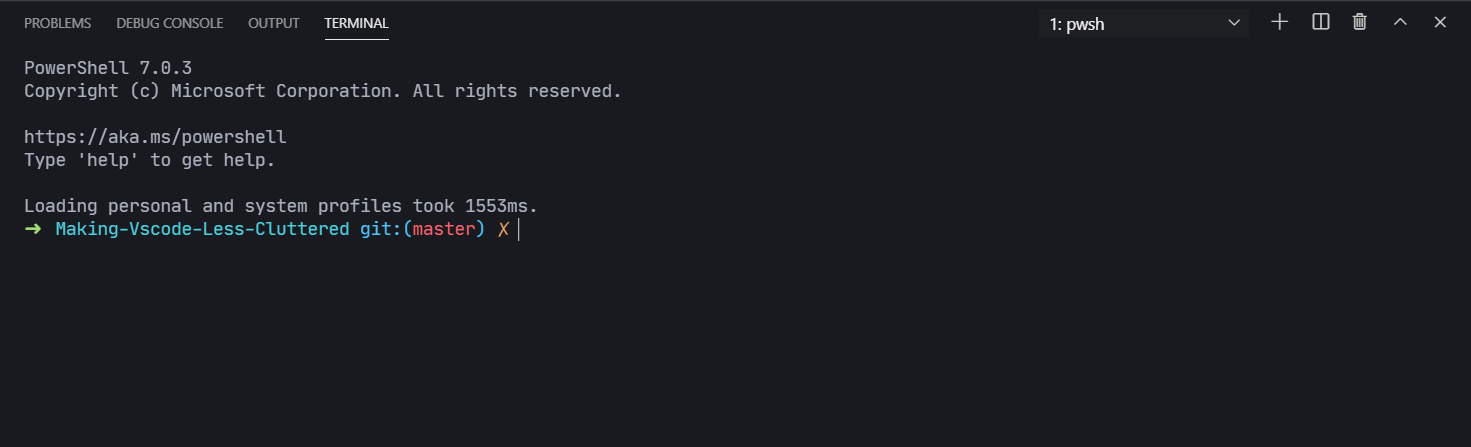 PROBLEMS DEBUG CONSOLE OUTPUT TERMINAL 1: pwsh
PowerShell 7.0.3
Copyright (c) Microsoft Corporation. All rights reserved.
https://aka.ms/powershell
Type 'help' to get help.
Loading personal and system profiles took 1553ms.
➜ Making-Vscode-Less-Cluttered git:(master) ✗